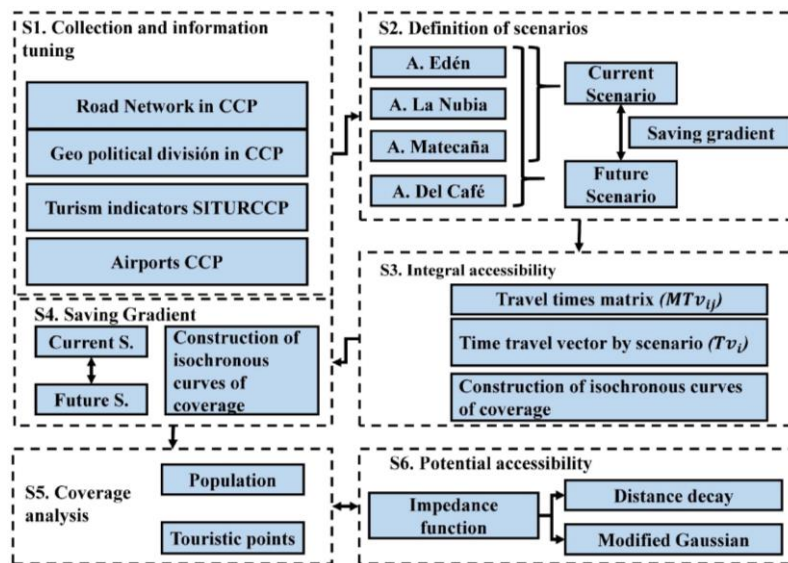 S1. Collection and information
tuning
Road Network in CCP
Geo political división in CCP
Turism indicators SITURCCP
Airports CCP
S2. Definition of scenarios
A. Edén
A. La Nubia
A. Matecaña
A. Del Café
Current
Scenario
Saving gradient
Future
Scenario
S3. Integral accessibility
Travel times matrix (MTv_ij)
Time travel vector by scenario (Tv_i)
Construction of isochronous curves
of coverage
S4. Saving Gradient
Current S.
Future S.
Construction of
isochronous
curves of
coverage
S5. Coverage
analysis
Population
Touristic points
S6. Potential accessibility
Impedance
function
Distance decay
Modified Gaussian